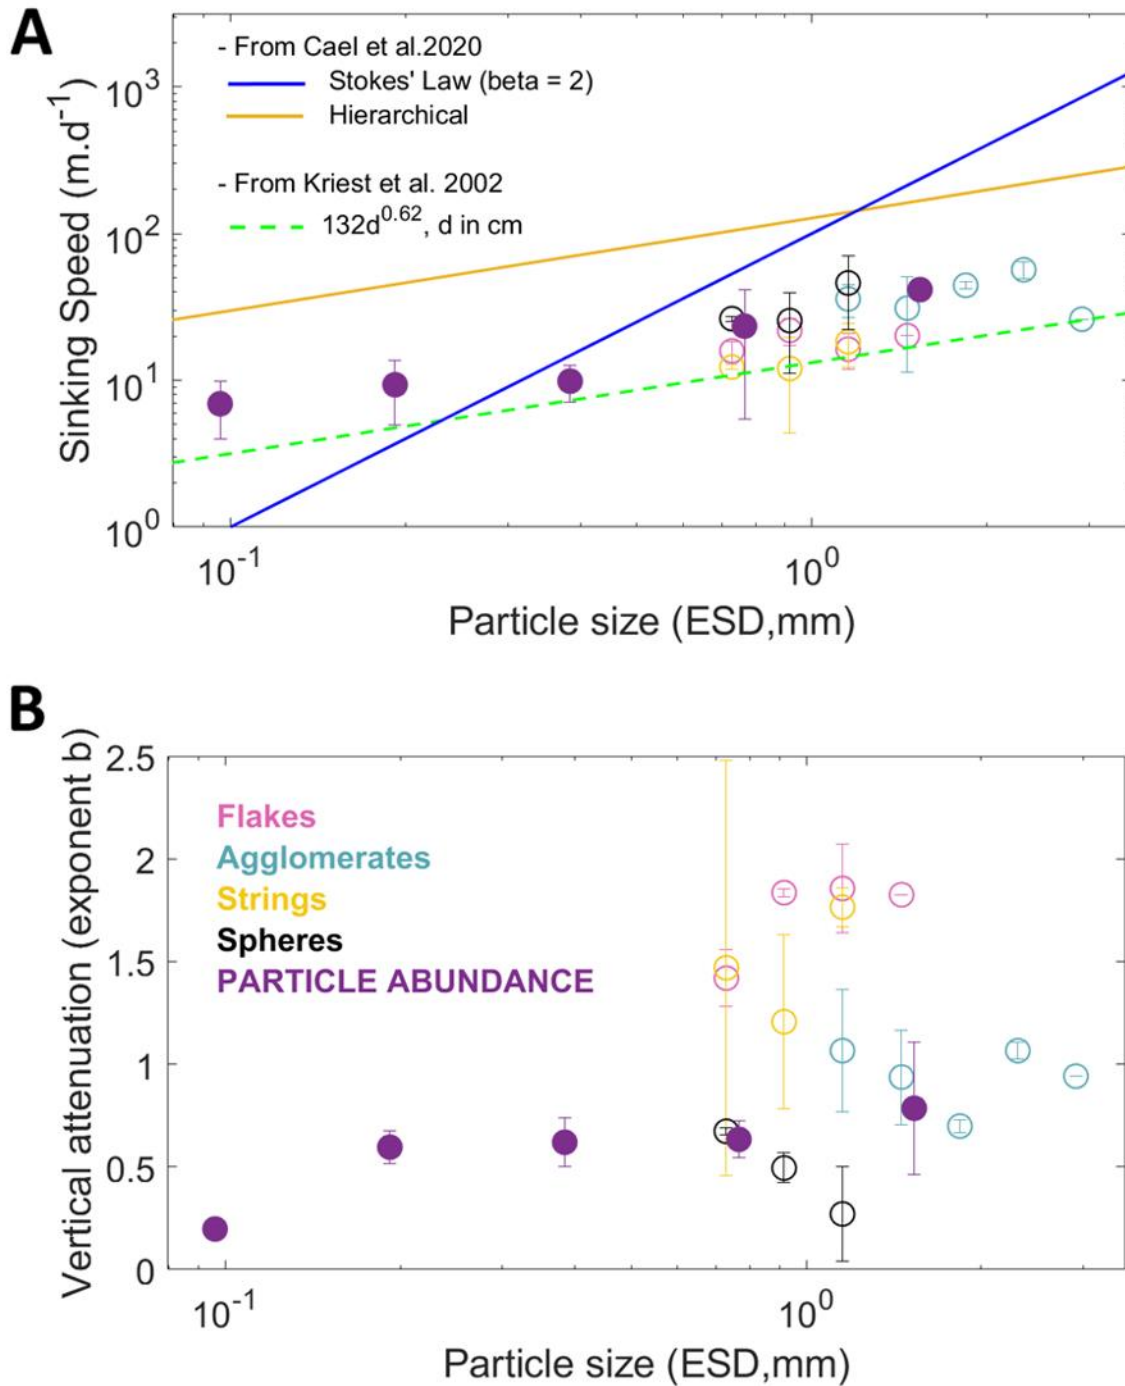 A
- From Cael et al.2020
Stokes' Law (beta = 2)
Hierarchical
- From Kriest et al. 2002
132d^0.62, d in cm
Sinking Speed (m.d^-1)
10^3
10^2
10^1
10^0
10^-1
10^0
Particle size (ESD,mm)
B
Vertical attenuation (exponent b)
2.5
2
1.5
1
0.5
0
Flakes
Agglomerates
Strings
Spheres
PARTICLE ABUNDANCE
10^-1
10^0
Particle size (ESD,mm)